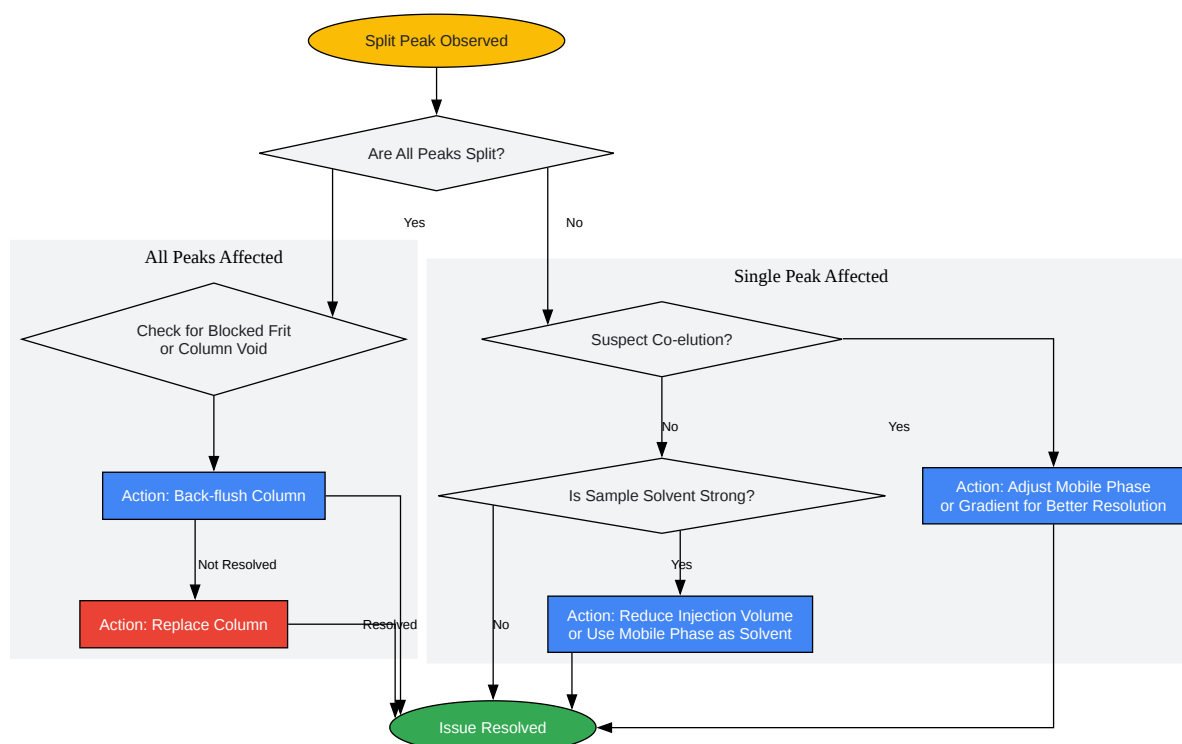 Split Peak Observed
Are All Peaks Split?
Yes
No
All Peaks Affected
Single Peak Affected
Check for Blocked Frit
or Column Void
Suspect Co-elution?
No
Yes
Action: Back-flush Column
Is Sample Solvent Strong?
Action: Adjust Mobile Phase
or Gradient for Better Resolution
Not Resolved
Yes
Action: Replace Column
Resolved
No
Action: Reduce Injection Volume
or Use Mobile Phase as Solvent
Issue Resolved